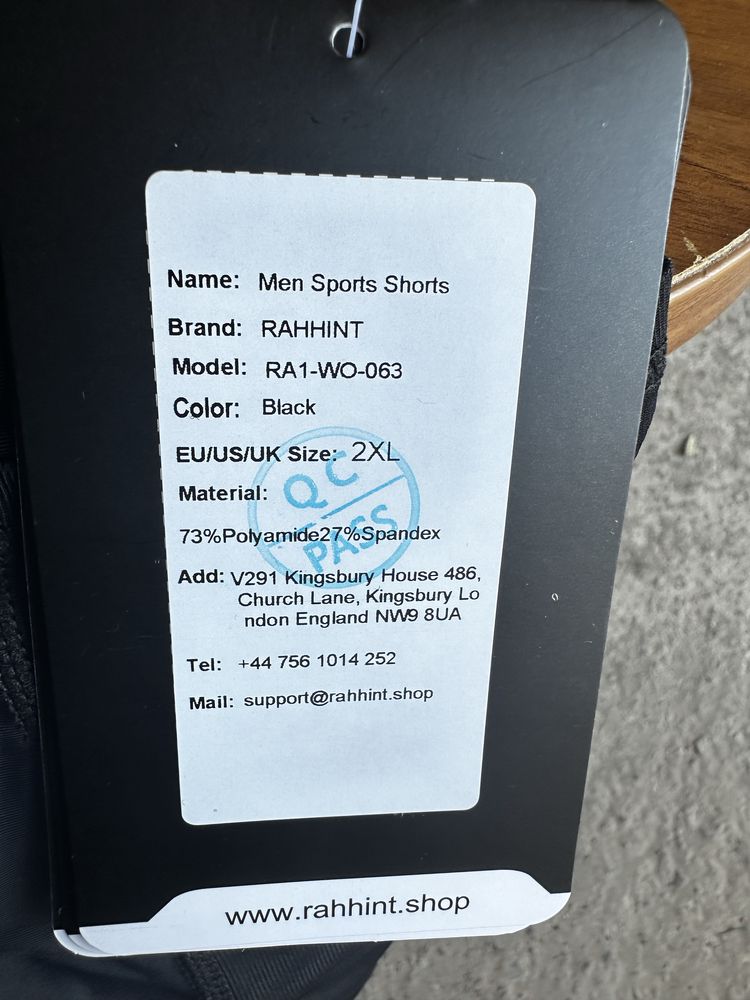 Name: Men Sports Shorts
Brand: RAHHINT
Model: RA1-WO-063
Color: Black
EU/US/UK Size: 2XL
QC
Material:
73%Polyamide27%Spandex
PASS
Add: V291 Kingsbury House 486,
Church Lane, Kingsbury Lo
ndon England NW9 8UA
Tel: +44 756 1014 252
Mail: support@rahhint.shop
www.rahhint.shop